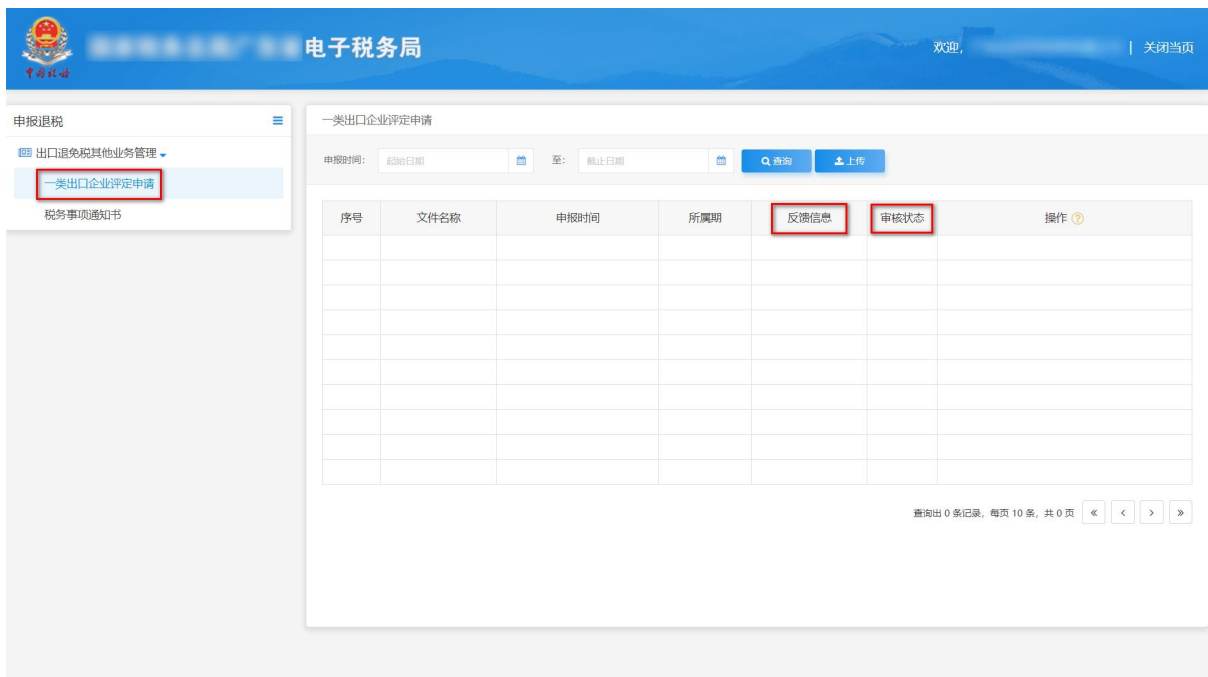 电子税务局
欢迎, | 关闭当页
中国税务
申报退税
出口退免税其他业务管理
一类出口企业评定申请
税务事项通知书
一类出口企业评定申请
申报时间: 起始日期 至: 截止日期 查询 上传
序号 文件名称 申报时间 所属期 反馈信息 审核状态 操作 ?
查询出 0 条记录, 每页 10 条, 共 0 页 « < > »